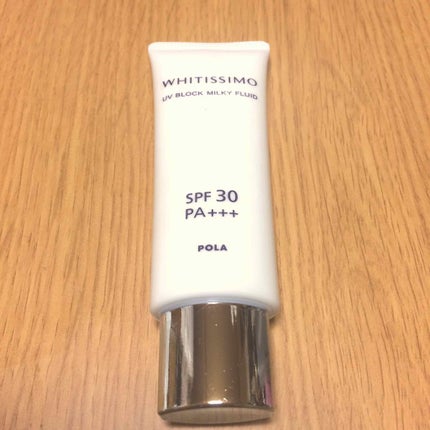 WHITISSIMO
UV BLOCK MILKY FLUID
SPF 30
PA+++
POLA